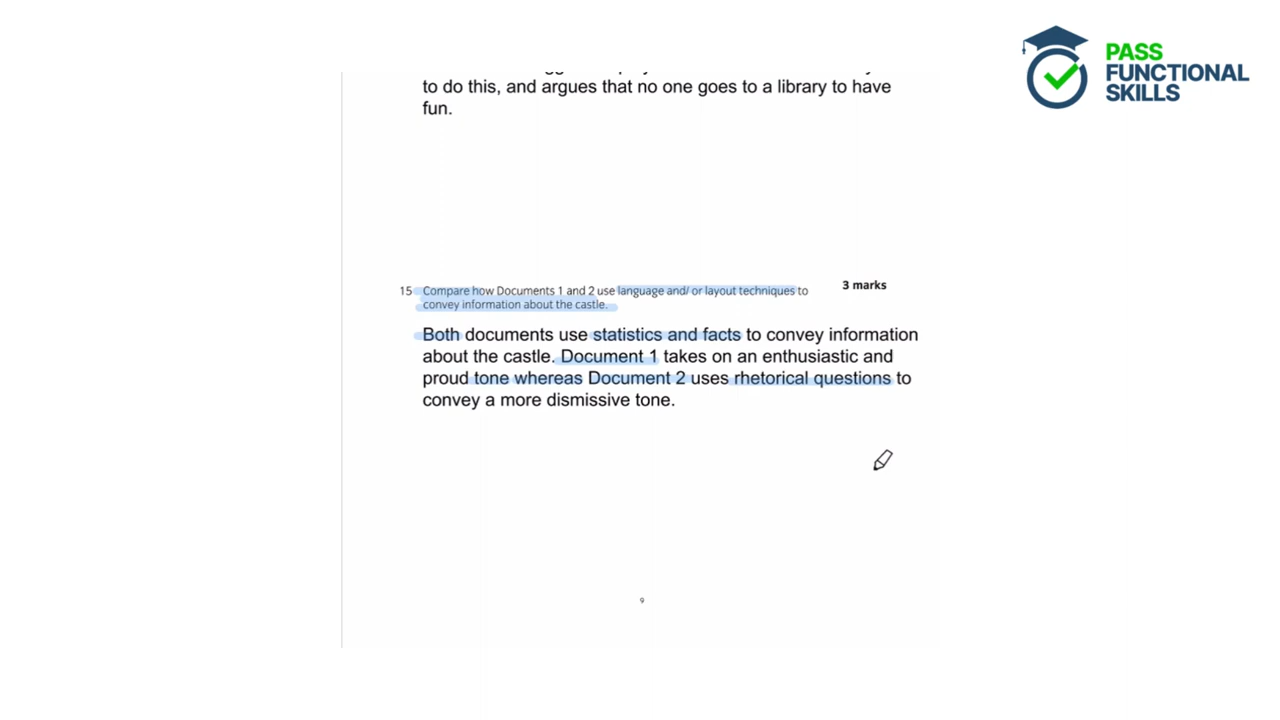 PASS
FUNCTIONAL
SKILLS
to do this, and argues that no one goes to a library to have
fun.
15 Compare how Documents 1 and 2 use language and/ or layout techniques to
convey information about the castle.
3 marks
Both documents use statistics and facts to convey information
about the castle. Document 1 takes on an enthusiastic and
proud tone whereas Document 2 uses rhetorical questions to
convey a more dismissive tone.
9